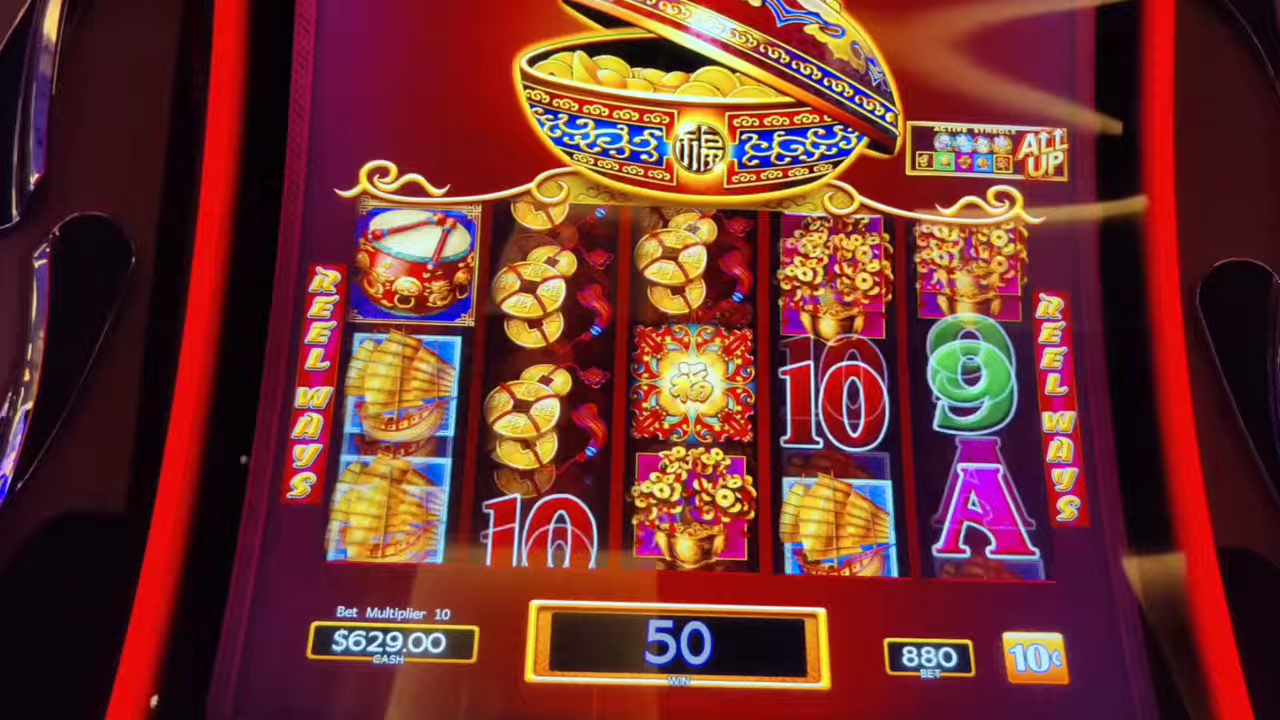 福
ACTIVE SYMBOLS
ALL UP
REEL WAYS
REEL WAYS
福
10
9
10
A
Bet Multiplier 10
$629.00
CASH
50
WIN
880
BET
10¢